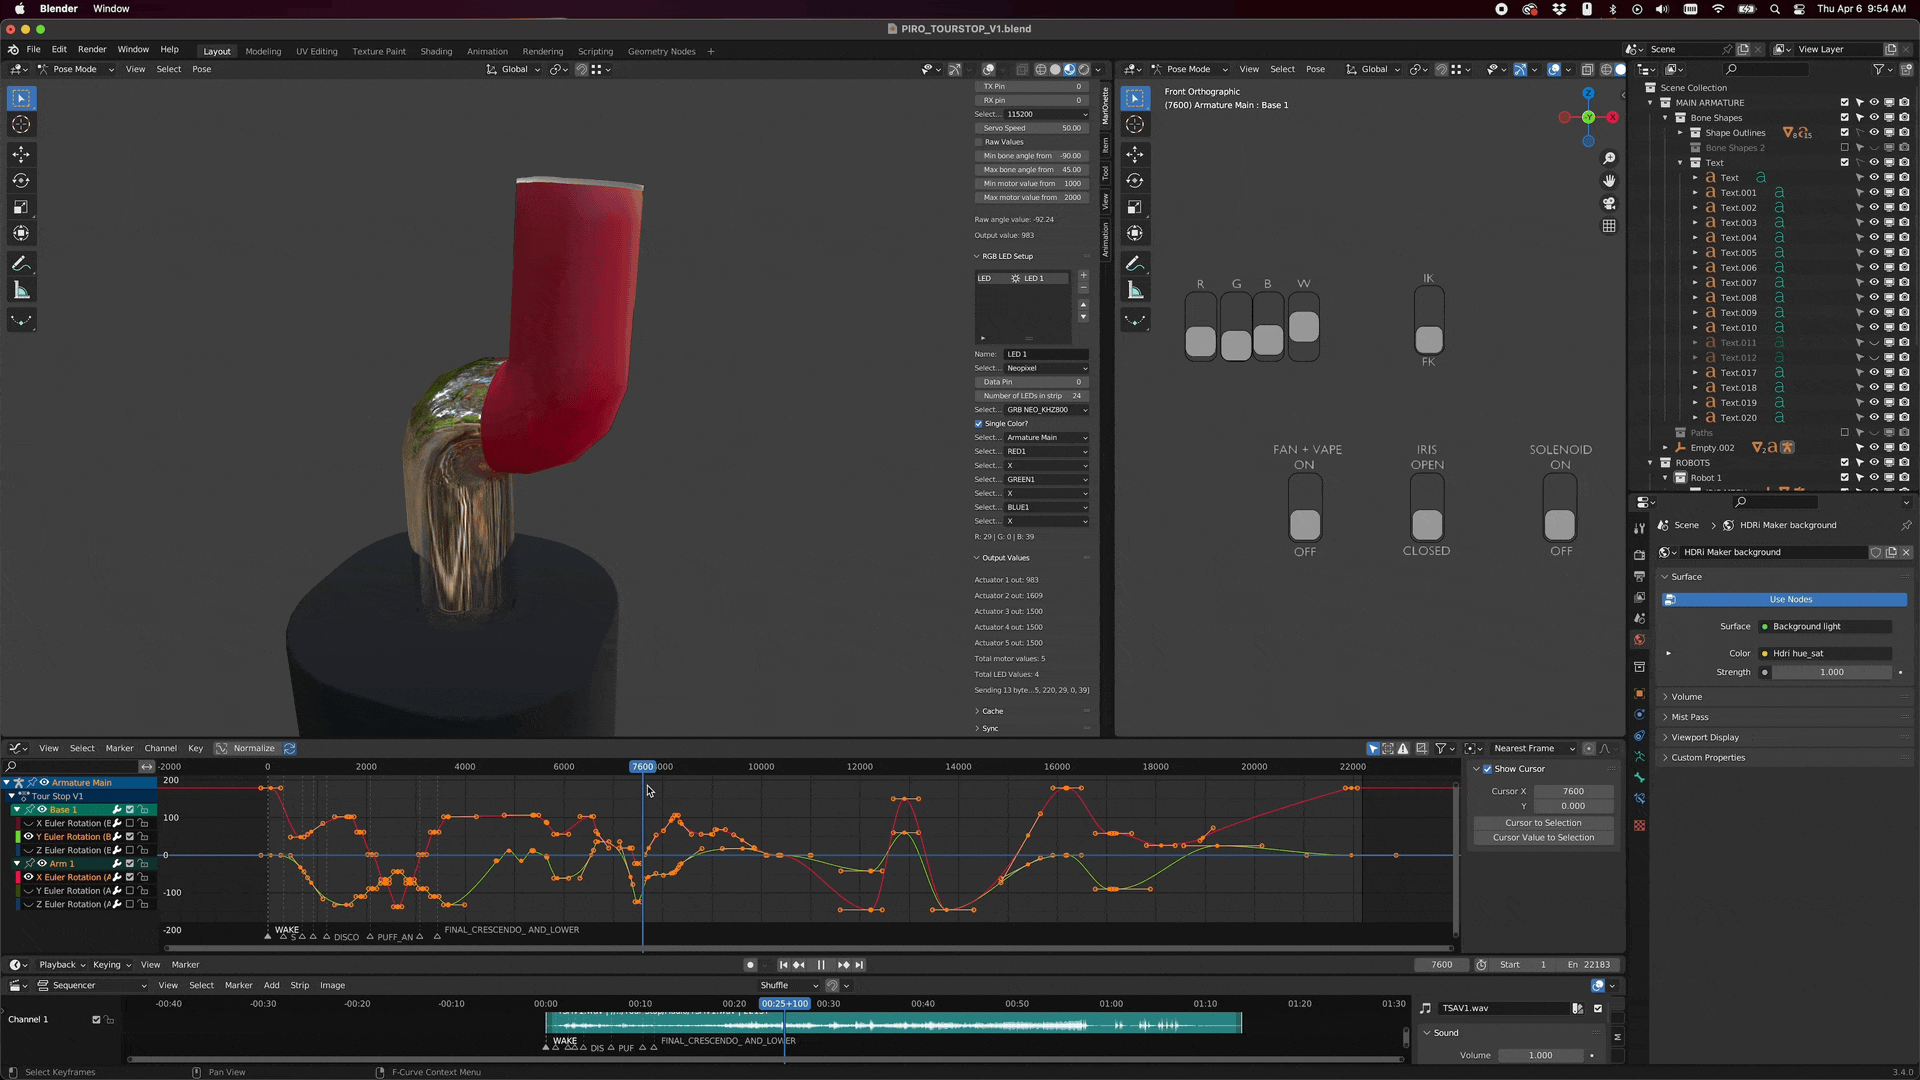 Blender Window
Thu Apr 6 9:54 AM
PIRO_TOURSTOP_V1.blend
File Edit Render Window Help
Layout Modeling UV Editing Texture Paint Shading Animation Rendering Scripting Geometry Nodes +
Scene
View Layer
Pose Mode View Select Pose
Global
Pose Mode View Select Pose
Global
TX Pin 0
RX pin 0
Select... 115200
Servo Speed 50.00
Raw Values
Min bone angle from -90.00
Max bone angle from 45.00
Min motor value from 1000
Max motor value from 2000
Raw angle value: -92.24
Output value: 983
RGB LED Setup
LED LED 1
Name: LED 1
Select... Neopixel
Data Pin 0
Number of LEDs in strip 24
Select... GRB NEO_KHZ800
Single Color?
Select... Armature Main
Select... RED1
Select... X
Select... GREEN1
Select... X
Select... BLUE1
Select... X
R: 29 | G: 0 | B: 39
Output Values
Actuator 1 out: 983
Actuator 2 out: 1609
Actuator 3 out: 1500
Actuator 4 out: 1500
Actuator 5 out: 1500
Total motor values: 5
Total LED Values: 4
Sending 13 byte...5, 220, 29, 0, 39]
Cache
Sync
MarIOnette
Item
Tool
View
Animation
Front Orthographic
(7600) Armature Main : Base 1
Z
Y
X
R G B W
IK
FK
FAN + VAPE
ON
OFF
IRIS
OPEN
CLOSED
SOLENOID
ON
OFF
Scene Collection
MAIN ARMATURE
Bone Shapes
Shape Outlines 8 15
Bone Shapes 2
Text
Text
Text.001
Text.002
Text.003
Text.004
Text.005
Text.006
Text.007
Text.008
Text.009
Text.010
Text.011
Text.012
Text.017
Text.018
Text.019
Text.020
Paths
Empty.002 2
ROBOTS
Robot 1
Scene > HDRi Maker background
HDRi Maker background
Surface
Use Nodes
Surface Background light
Color Hdri hue_sat
Strength 1.000
Volume
Mist Pass
Viewport Display
Custom Properties
View Select Marker Channel Key Normalize
Nearest Frame
-2000 0 2000 4000 6000 7600 8000 10000 12000 14000 16000 18000 20000 22000
Armature Main
Tour Stop V1
Base 1
X Euler Rotation (B
Y Euler Rotation (B
Z Euler Rotation (B
Arm 1
X Euler Rotation (A
Y Euler Rotation (A
Z Euler Rotation (A
200
100
0
-100
-200
WAKE
S
DISCO
PUFF_AN
FINAL_CRESCENDO_ AND_LOWER
Show Cursor
Cursor X 7600
Y 0.000
Cursor to Selection
Cursor Value to Selection
Playback Keying View Marker
7600
Start 1
En 22183
Sequencer View Select Marker Add Strip Image
Shuffle
-00:40 -00:30 -00:20 -00:10 00:00 00:10 00:20 00:25+100 00:30 00:40 00:50 01:00 01:10 01:20 01:30
Channel 1
WAKE
DIS
PUF
FINAL_CRESCENDO_ AND_LOWER
TSAV1.wav
Sound
Volume 1.000
Select Keyframes
Pan View
F-Curve Context Menu
3.4.0